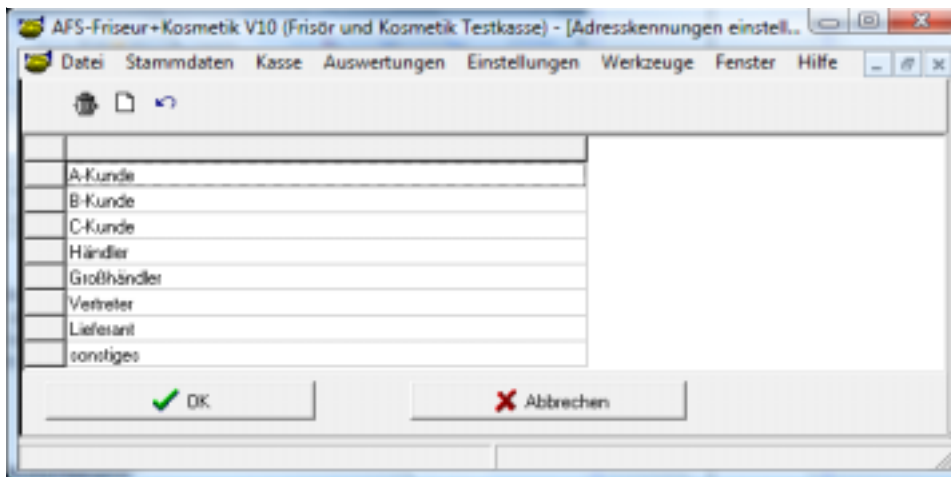 AFS-Friseur+Kosmetik V10 (Frisör und Kosmetik Testkasse) - [Adresskennungen einstell...
Datei Stammdaten Kasse Auswertungen Einstellungen Werkzeuge Fenster Hilfe
A-Kunde
B-Kunde
C-Kunde
Händler
Großhändler
Vertreter
Lieferant
sonstiges
OK Abbrechen